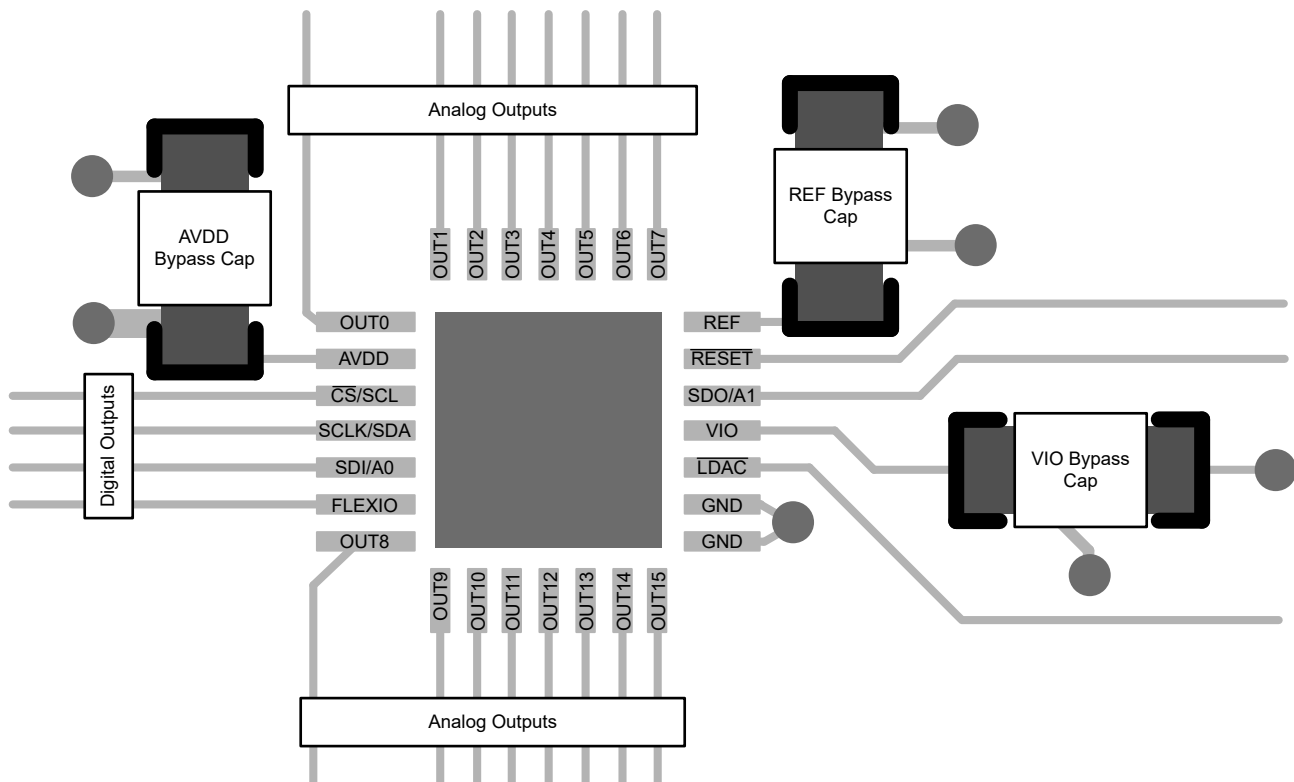 Analog Outputs
AVDD
Bypass Cap
REF Bypass
Cap
OUT1
OUT2
OUT3
OUT4
OUT5
OUT6
OUT7
OUT0
AVDD
CS/SCL
SCLK/SDA
SDI/A0
FLEXIO
OUT8
Digital Outputs
REF
RESET
SDO/A1
VIO
LDAC
GND
GND
VIO Bypass
Cap
OUT9
OUT10
OUT11
OUT12
OUT13
OUT14
OUT15
Analog Outputs